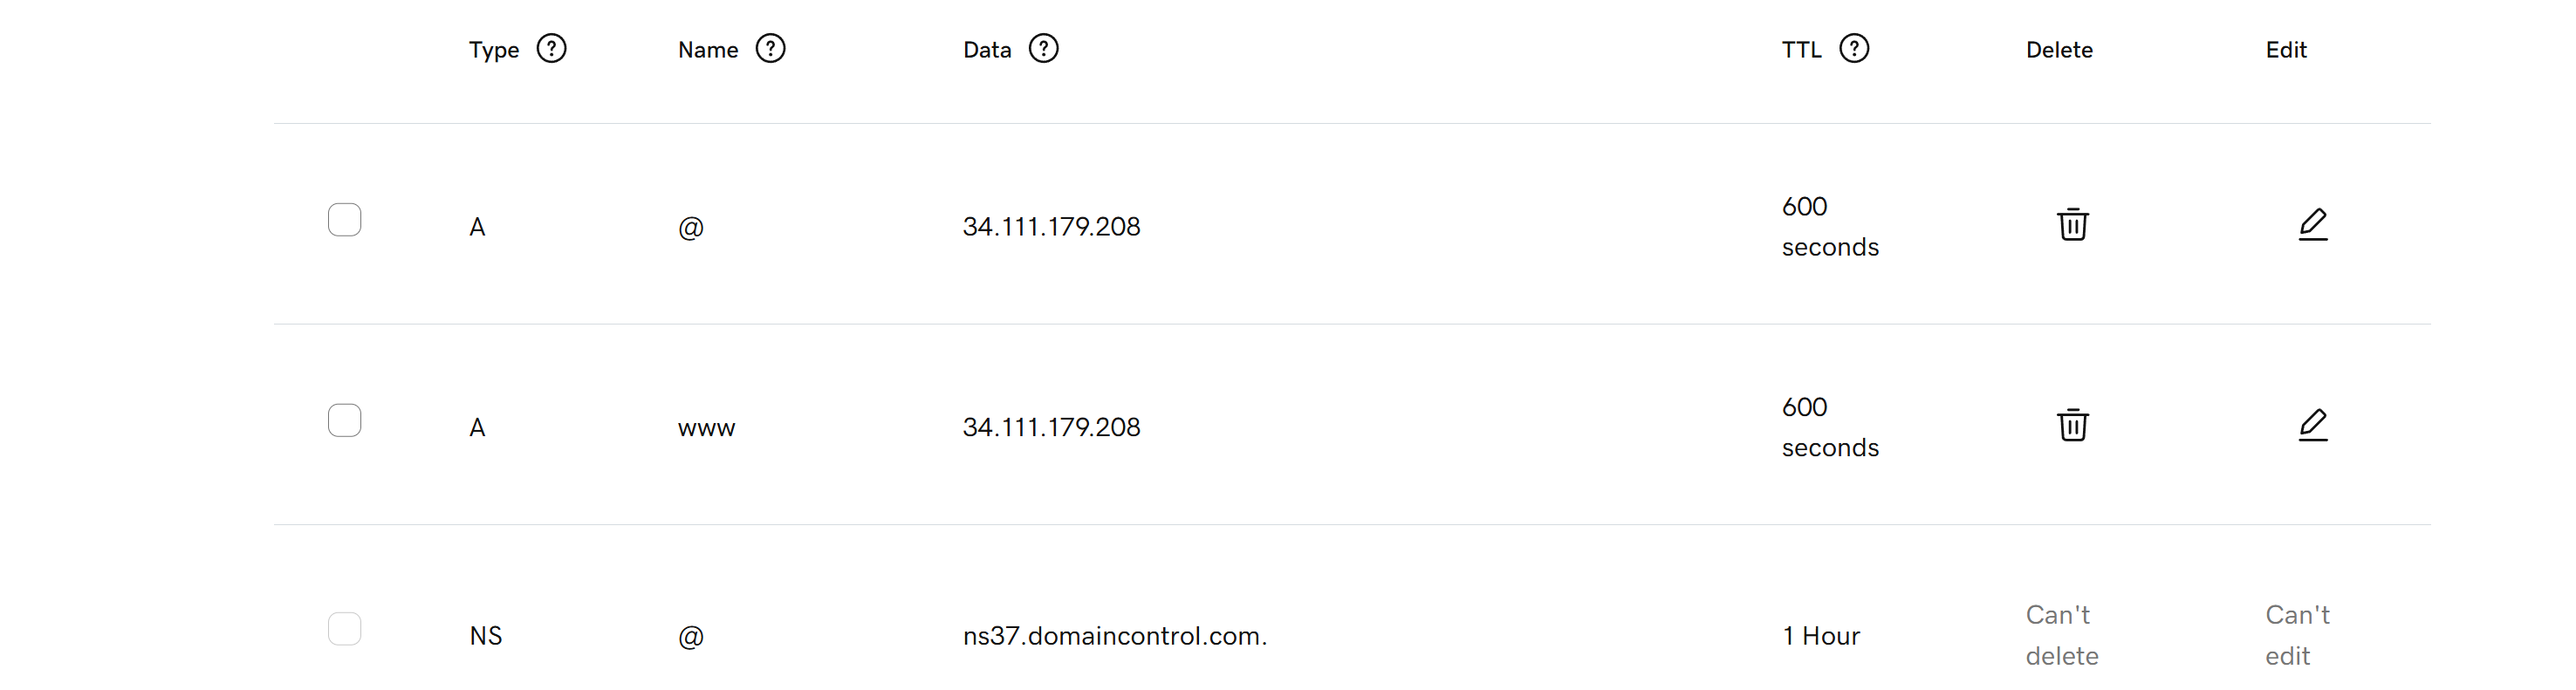 Type Name Data TTL Delete Edit
A @ 34.111.179.208 600 seconds
A www 34.111.179.208 600 seconds
NS @ ns37.domaincontrol.com. 1 Hour Can't delete Can't edit